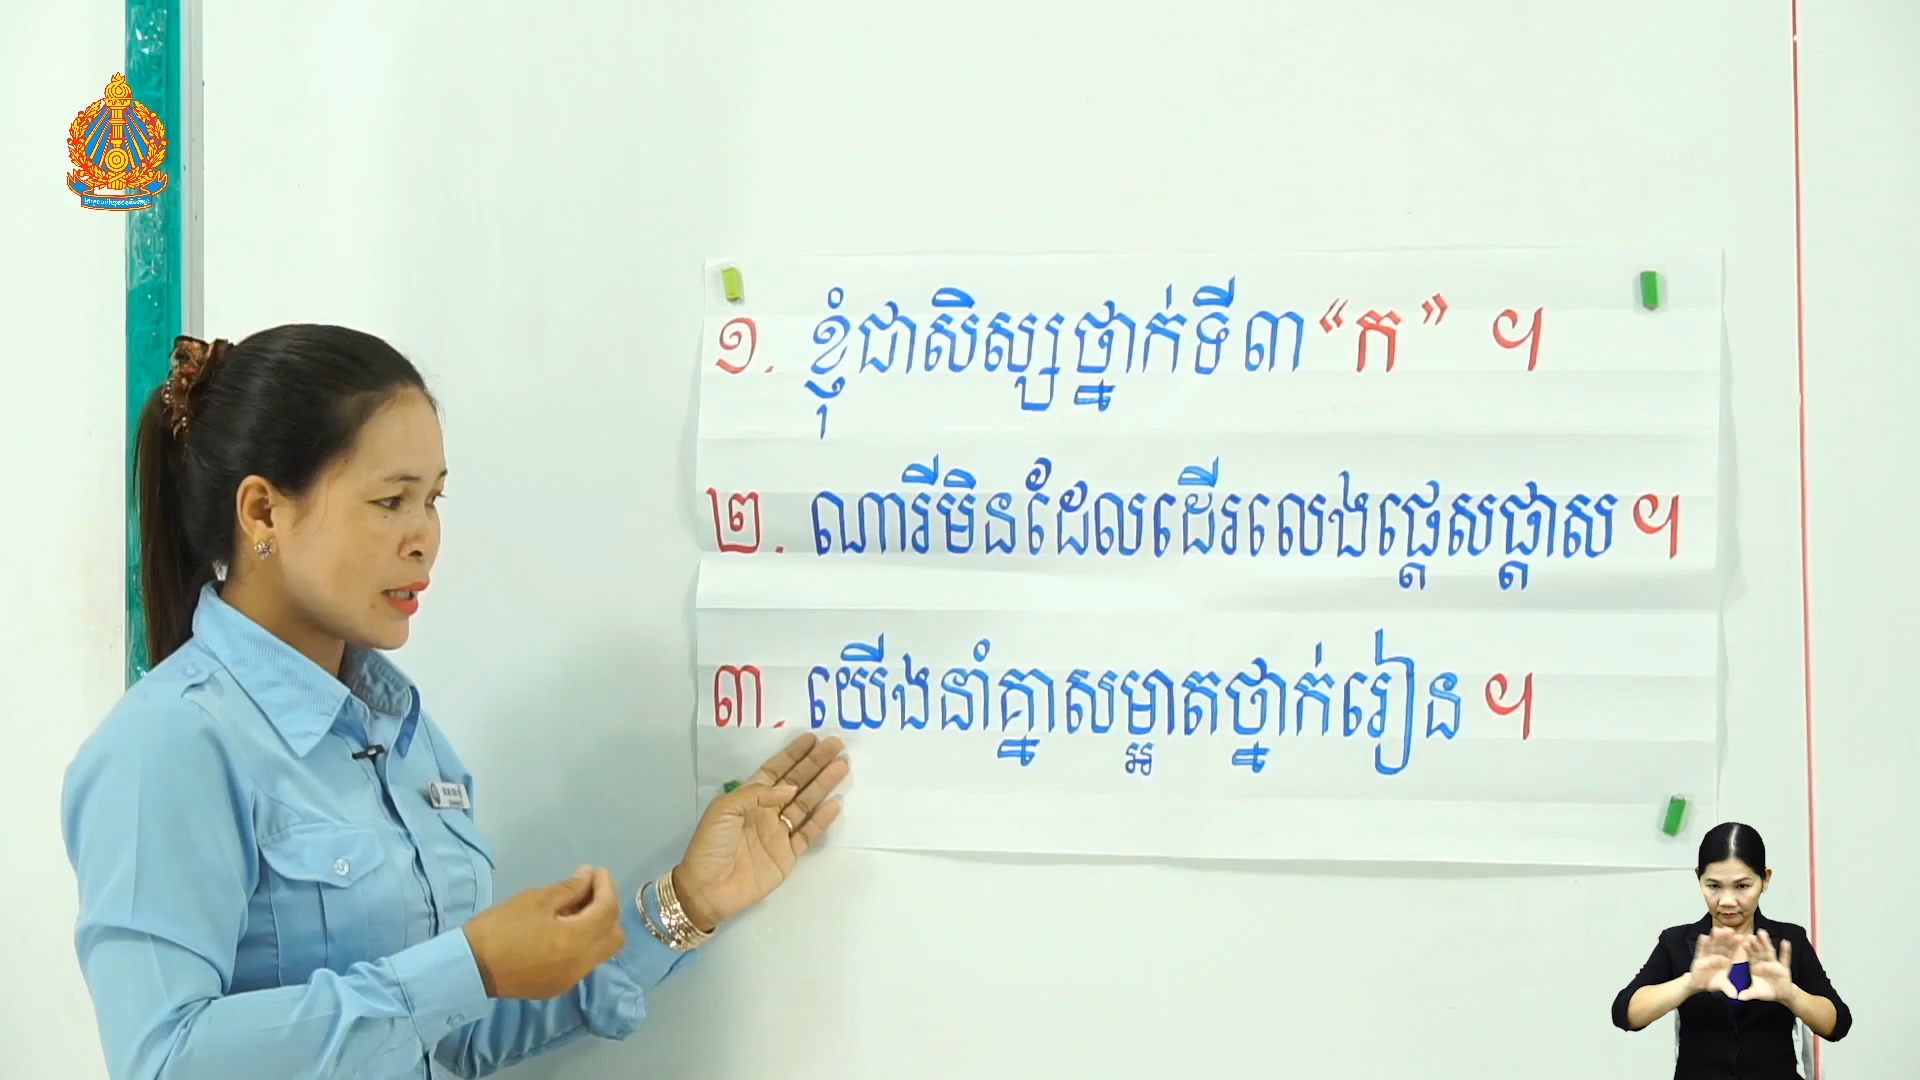 ១. ខ្ញុំជាសិស្សថ្នាក់ទី៣“ក” ។
២. ណារីមិនដែលដើរលេងផ្ដេសផ្ដាស។
៣. យើងនាំគ្នាសម្អាតថ្នាក់រៀន។